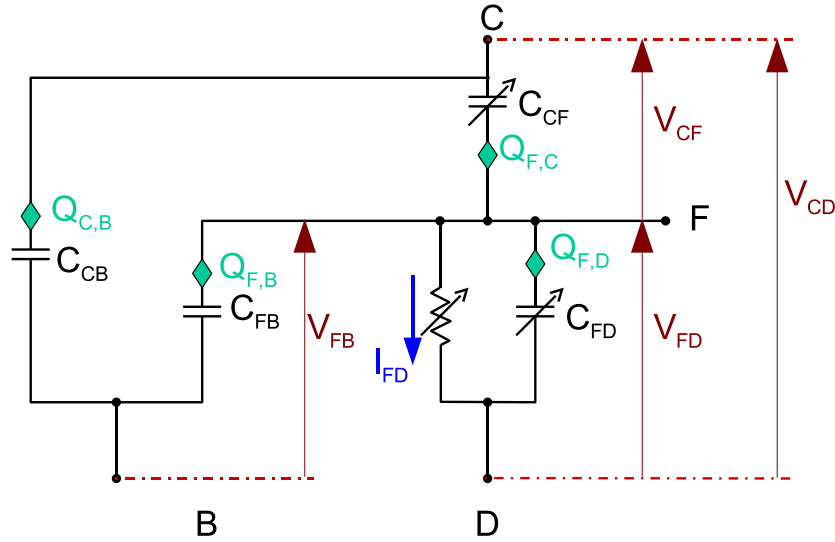 C
C_CF
V_CF
Q_F,C
V_CD
Q_C,B
F
Q_F,B
Q_F,D
C_CB
C_FB
V_FB
C_FD
V_FD
I_FD
B
D